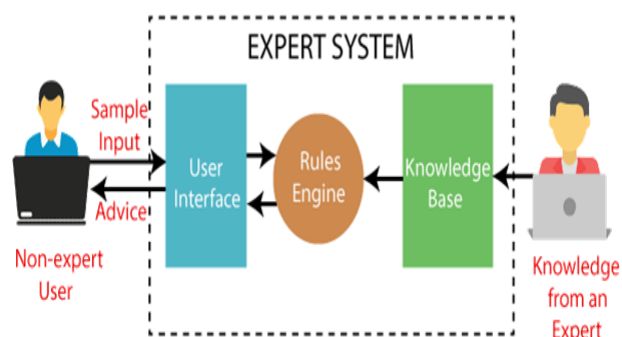 EXPERT SYSTEM
Sample
Input
Advice
Non-expert
User
User
Interface
Rules
Engine
Knowledge
Base
Knowledge
from an
Expert